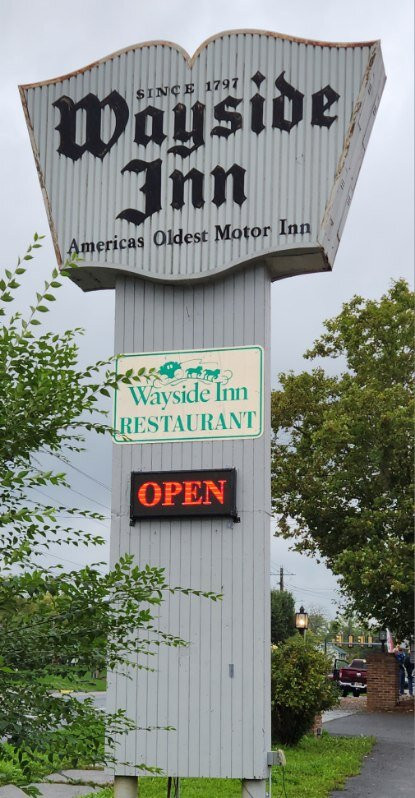 SINCE 1797
Wayside
Inn
Americas Oldest Motor Inn
Wayside Inn
RESTAURANT
OPEN